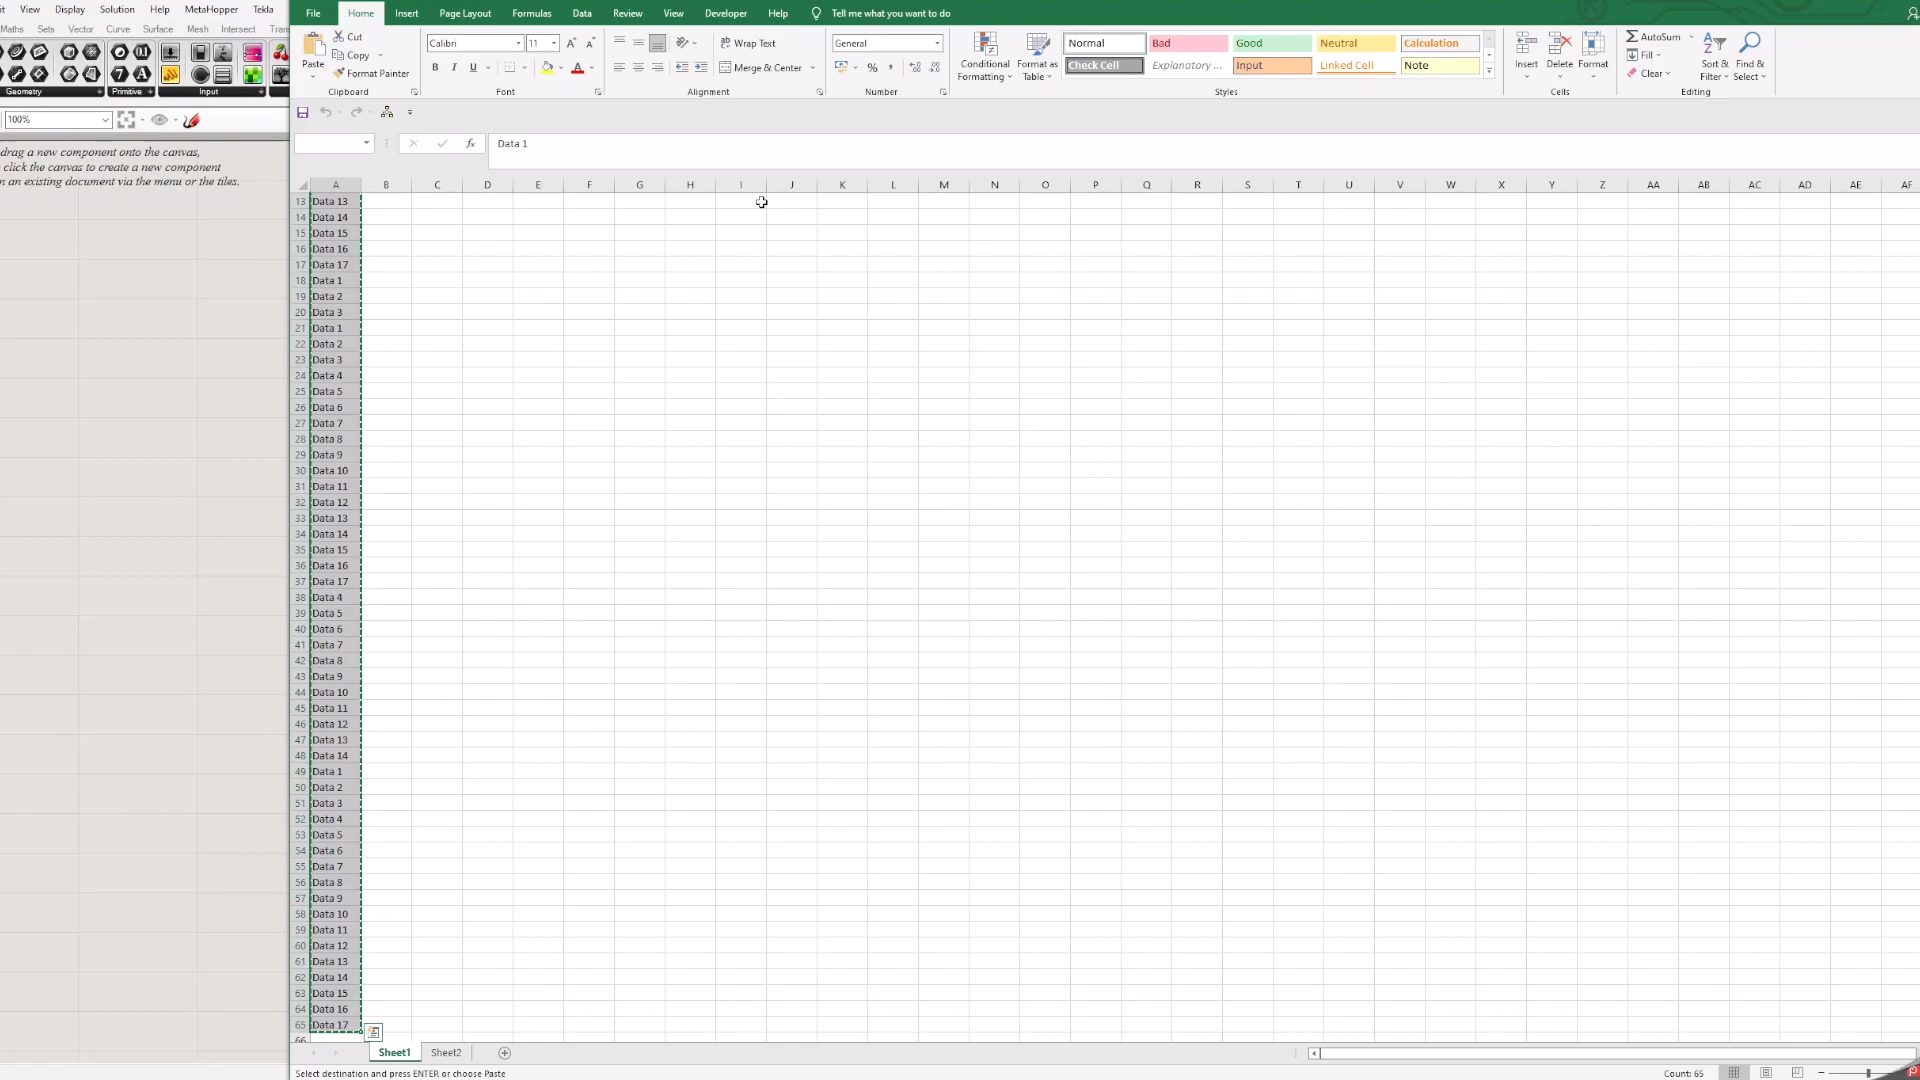 View Display Solution Help MetaHopper Tekla
Maths Sets Vector Curve Surface Mesh Intersect
Geometry Primitive Input
100%
drag a new component onto the canvas,
click the canvas to create a new component
an existing document via the menu or the tiles.
File Home Insert Page Layout Formulas Data Review View Developer Help Tell me what you want to do
Paste
Cut
Copy
Format Painter
Clipboard
Calibri 11
B I U
Font
Wrap Text
Merge & Center
Alignment
General
Number
Conditional Formatting
Format as Table
Normal Bad Good Neutral Calculation
Check Cell Explanatory ... Input Linked Cell Note
Styles
Insert Delete Format
Cells
AutoSum
Fill
Clear
Sort & Filter
Find & Select
Editing
fx Data 1
A B C D E F G H I J K L M N O P Q R S T U V W X Y Z AA AB AC AD AE AF
13 Data 13
14 Data 14
15 Data 15
16 Data 16
17 Data 17
18 Data 1
19 Data 2
20 Data 3
21 Data 1
22 Data 2
23 Data 3
24 Data 4
25 Data 5
26 Data 6
27 Data 7
28 Data 8
29 Data 9
30 Data 10
31 Data 11
32 Data 12
33 Data 13
34 Data 14
35 Data 15
36 Data 16
37 Data 17
38 Data 4
39 Data 5
40 Data 6
41 Data 7
42 Data 8
43 Data 9
44 Data 10
45 Data 11
46 Data 12
47 Data 13
48 Data 14
49 Data 1
50 Data 2
51 Data 3
52 Data 4
53 Data 5
54 Data 6
55 Data 7
56 Data 8
57 Data 9
58 Data 10
59 Data 11
60 Data 12
61 Data 13
62 Data 14
63 Data 15
64 Data 16
65 Data 17
66
Sheet1 Sheet2
Select destination and press ENTER or choose Paste
Count: 65